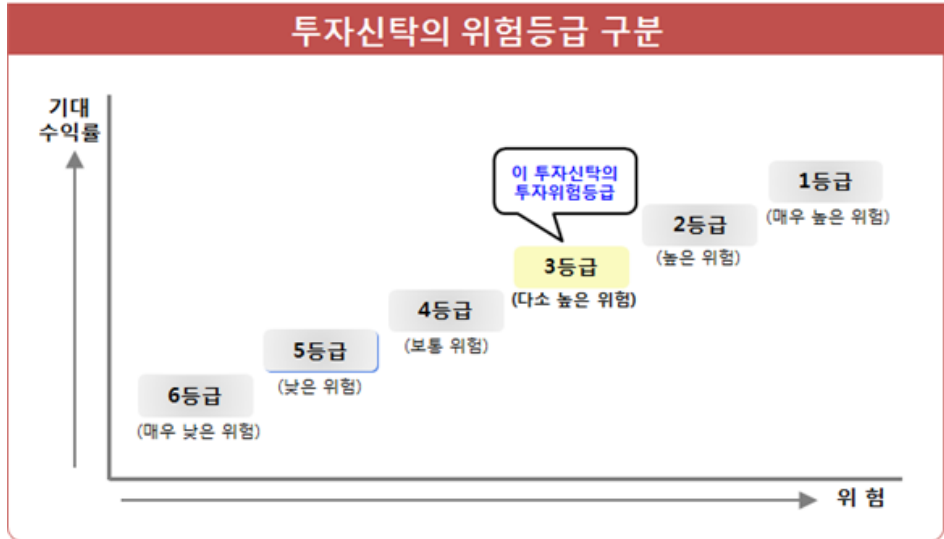 투자신탁의 위험등급 구분
기대
수익률
이 투자신탁의
투자위험등급
1등급
(매우 높은 위험)
2등급
(높은 위험)
3등급
(다소 높은 위험)
4등급
(보통 위험)
5등급
(낮은 위험)
6등급
(매우 낮은 위험)
위 험